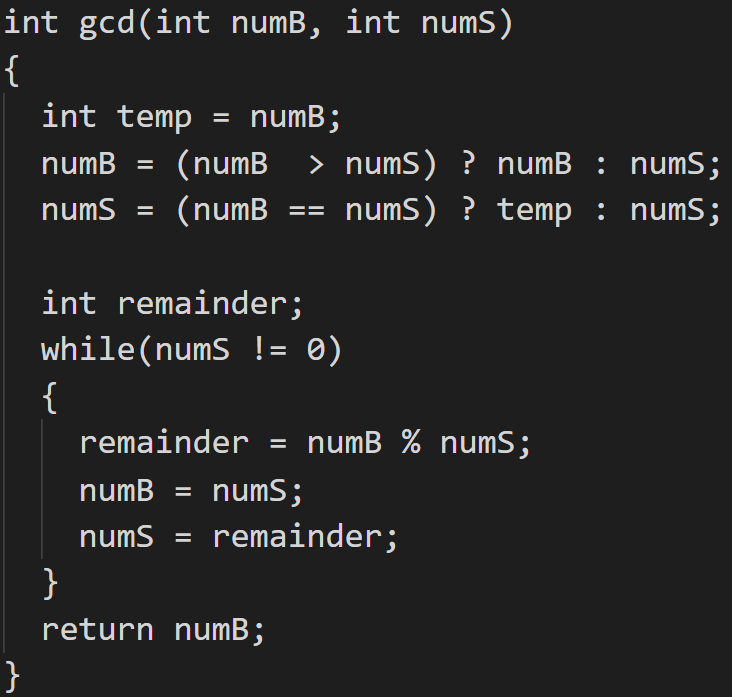 int gcd(int numB, int numS)
{
  int temp = numB;
  numB = (numB  > numS) ? numB : numS;
  numS = (numB == numS) ? temp : numS;

  int remainder;
  while(numS != 0)
  {
    remainder = numB % numS;
    numB = numS;
    numS = remainder;
  }
  return numB;
}